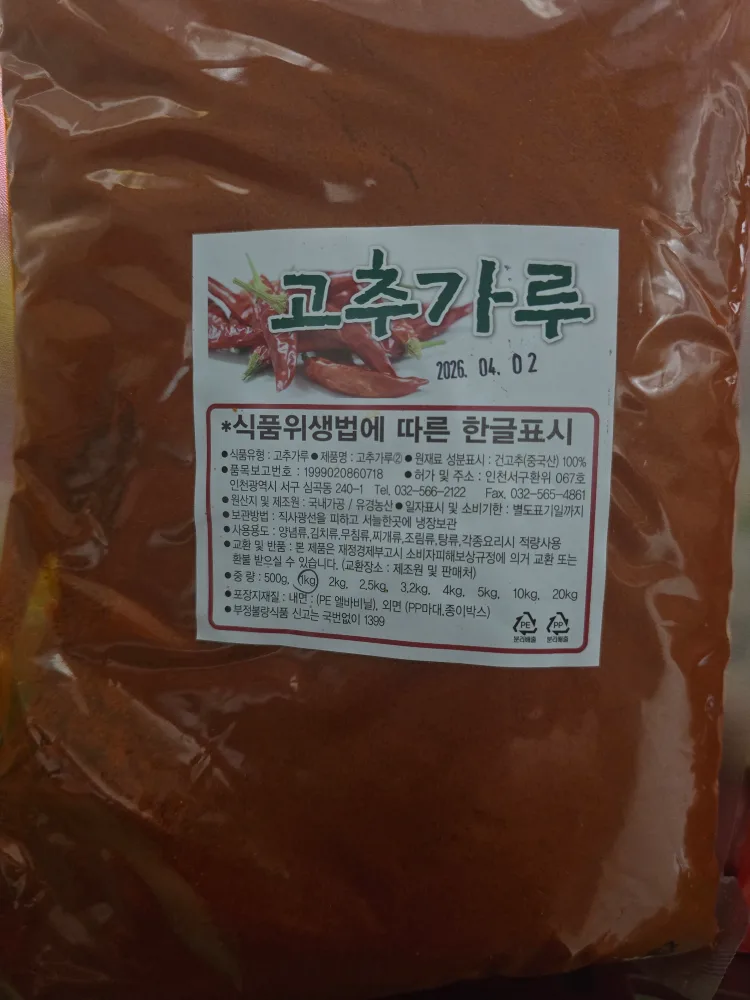 고추가루
2026. 04. 02
*식품위생법에 따른 한글표시
● 식품유형 : 고추가루 ● 제품명 : 고추가루② ● 원재료 성분표시 : 건고추(중국산) 100%
● 품목보고번호 : 1999020860718 ● 허가 및 주소 : 인천서구환위 067호
인천광역시 서구 심곡동 240-1 Tel. 032-566-2122 Fax. 032-565-4861
● 원산지 및 제조원 : 국내가공 / 유경농산 ● 일자표시 및 소비기한 : 별도표기일까지
● 보관방법 : 직사광선을 피하고 서늘한곳에 냉장보관
● 사용용도 : 양념류,김치류,무침류,찌개류,조림류,탕류,각종요리시 적량사용
● 교환 및 반품 : 본 제품은 재정경제부고시 소비자피해보상규정에 의거 교환 또는
환불 받으실 수 있습니다. (교환장소 : 제조원 및 판매처)
● 중 량 : 500g, 1kg, 2kg, 2.5kg, 3.2kg, 4kg, 5kg, 10kg, 20kg
● 포장지재질 : 내면 : (PE 엘바비닐), 외면 (PP마대,종이박스)
● 부정불량식품 신고는 국번없이 1399
PE PP
분리배출 분리배출